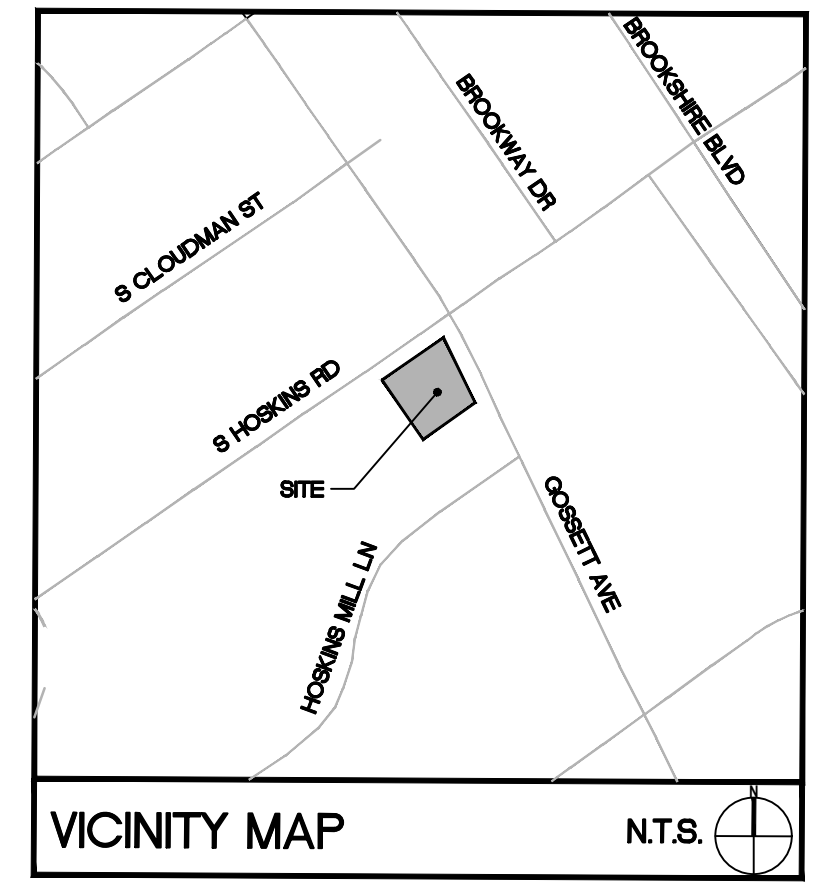 BROOKSHIRE BLVD
BROOKWAY DR
S CLOUDMAN ST
S HOSKINS RD
SITE
GOSSETT AVE
HOSKINS MILL LN
VICINITY MAP
N.T.S.
N